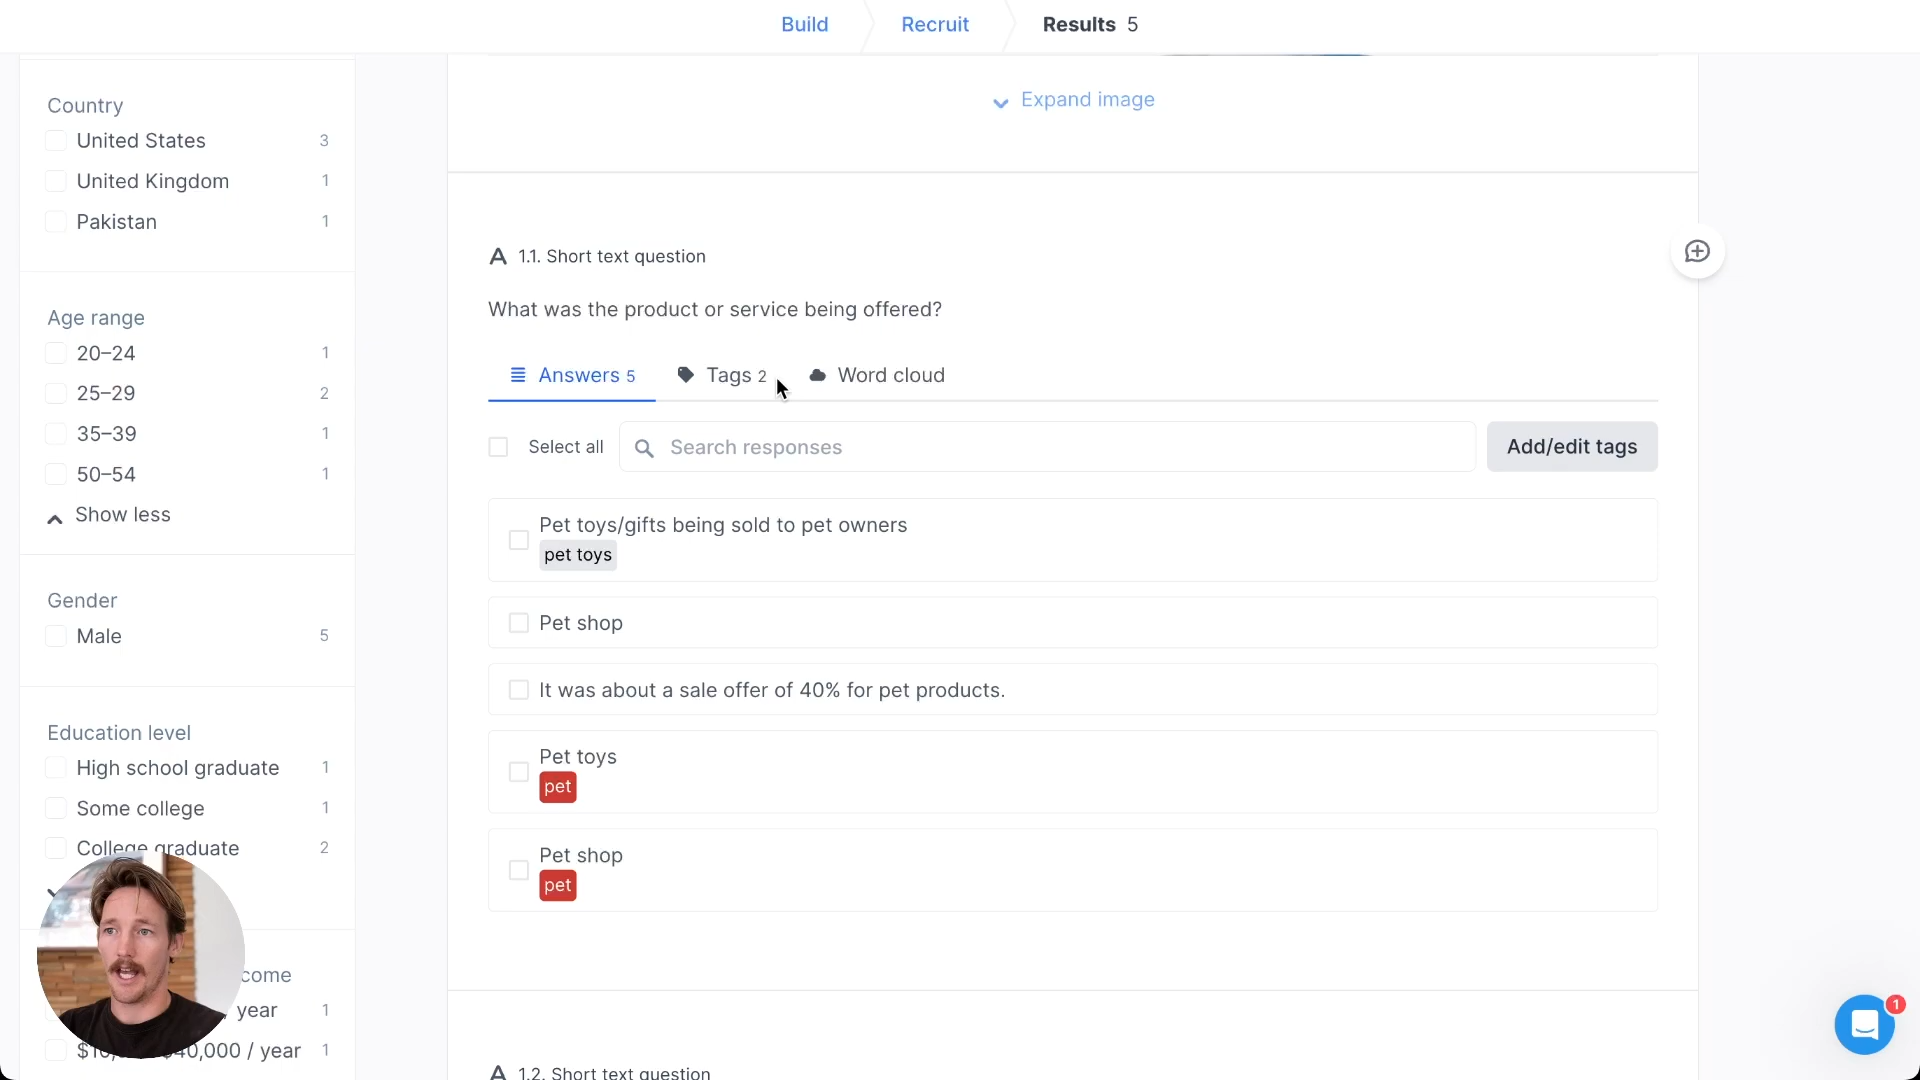 Build
Recruit
Results 5
Country
United States 3
United Kingdom 1
Pakistan 1
Age range
20–24 1
25–29 2
35–39 1
50–54 1
Show less
Gender
Male 5
Education level
High school graduate 1
Some college 1
College graduate 2
come
year 1
40,000 / year 1
Expand image
1.1. Short text question
What was the product or service being offered?
Answers 5
Tags 2
Word cloud
Select all
Search responses
Add/edit tags
Pet toys/gifts being sold to pet owners
pet toys
Pet shop
It was about a sale offer of 40% for pet products.
Pet toys
pet
Pet shop
pet
1.2. Short text question
1